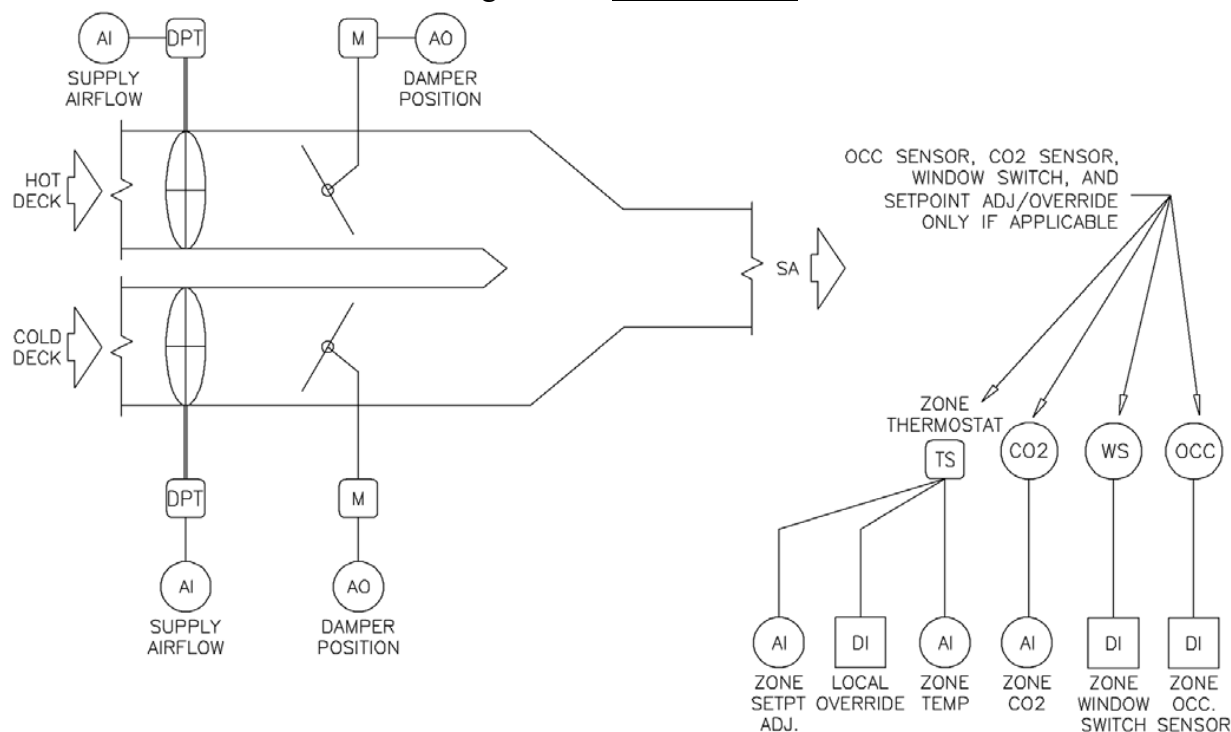 AI
DPT
M
AO
SUPPLY
AIRFLOW
DAMPER
POSITION
HOT
DECK
COLD
DECK
SA
OCC SENSOR, CO2 SENSOR,
WINDOW SWITCH, AND
SETPOINT ADJ/OVERRIDE
ONLY IF APPLICABLE
DPT
M
AI
AO
SUPPLY
AIRFLOW
DAMPER
POSITION
ZONE
THERMOSTAT
TS
CO2
WS
OCC
AI
DI
AI
AI
DI
DI
ZONE
SETPT
ADJ.
LOCAL
OVERRIDE
ZONE
TEMP
ZONE
CO2
ZONE
WINDOW
SWITCH
ZONE
OCC.
SENSOR